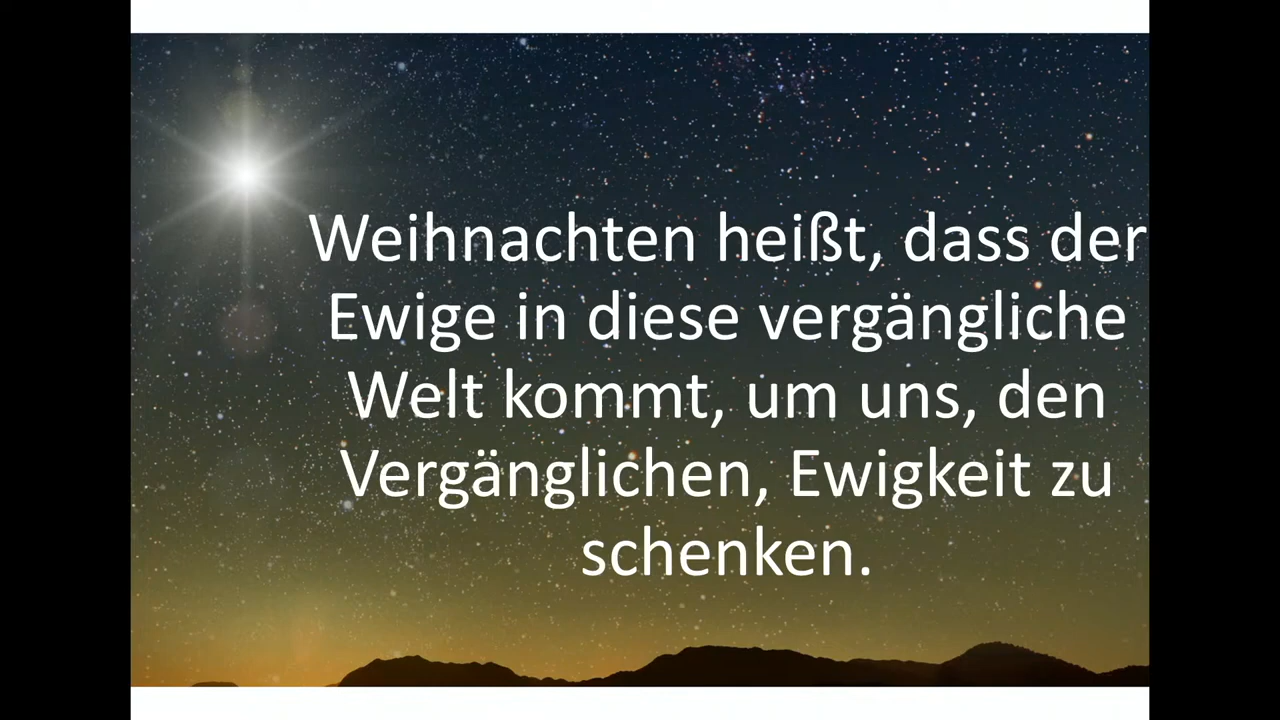 Weihnachten heißt, dass der
Ewige in diese vergängliche
Welt kommt, um uns, den
Vergänglichen, Ewigkeit zu
schenken.